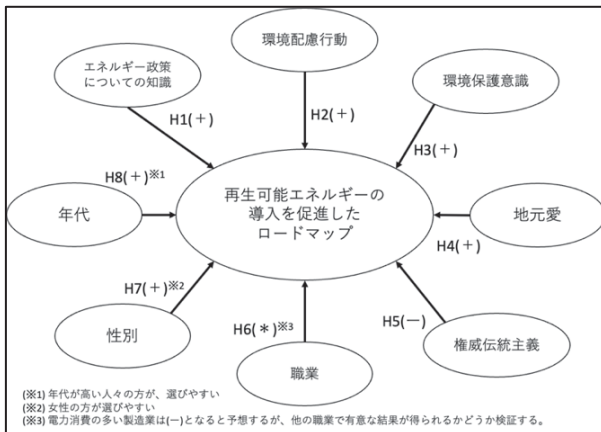 環境配慮行動
エネルギー政策
についての知識
環境保護意識
H1(+)
H2(+)
H3(+)
H8(+)※1
年代
再生可能エネルギーの
導入を促進した
ロードマップ
地元愛
H4(+)
H7(+)※2
H6(*)※3
H5(ー)
性別
職業
権威伝統主義
(※1) 年代が高い人々の方が、選びやすい
(※2) 女性の方が選びやすい
(※3) 電力消費の多い製造業は(ー)となると予想するが、他の職業で有意な結果が得られるかどうか検証する。